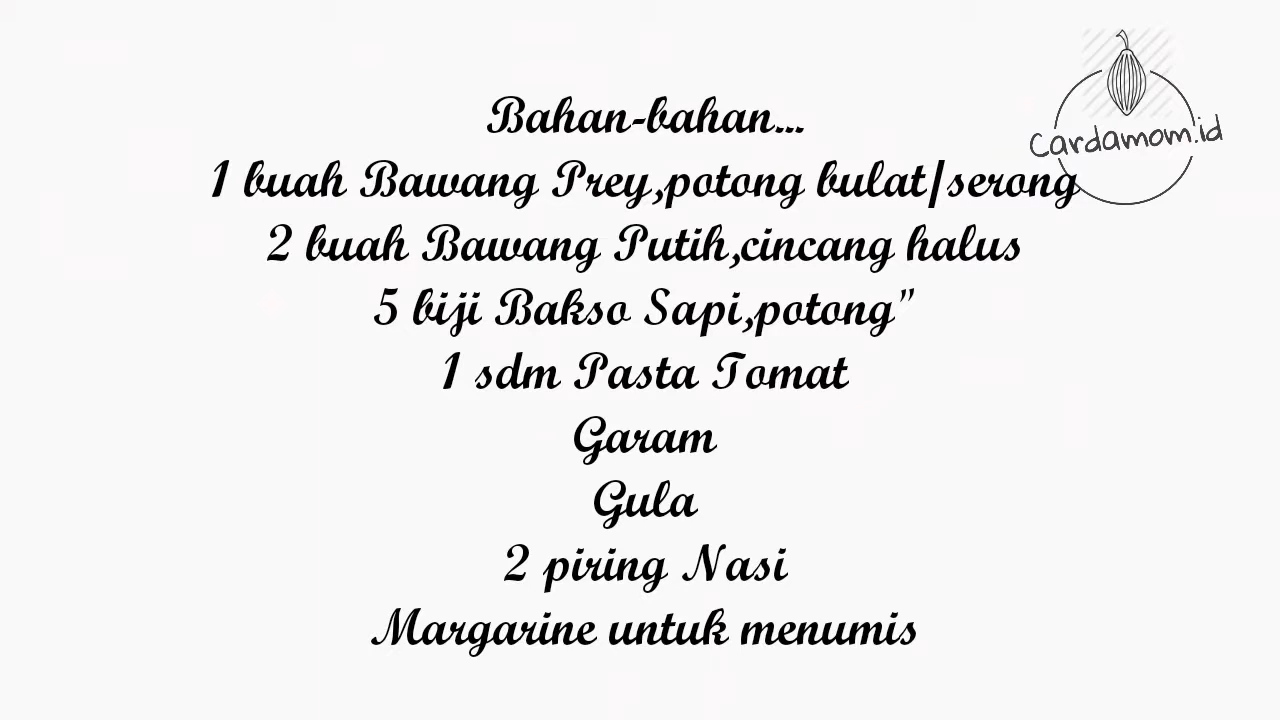 Bahan-bahan...
1 buah Bawang Prey,potong bulat/serong
2 buah Bawang Putih,cincang halus
5 biji Bakso Sapi,potong"
1 sdm Pasta Tomat
Garam
Gula
2 piring Nasi
Margarine untuk menumis
Cardamom.id